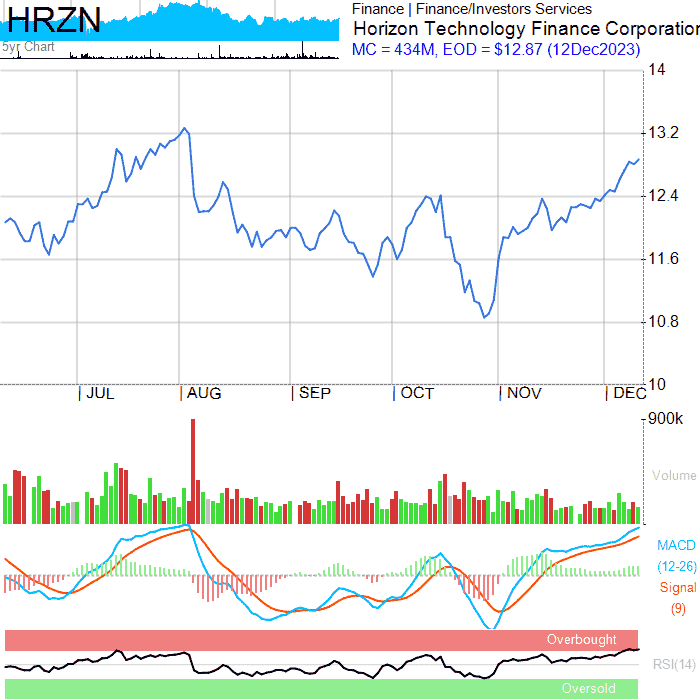 HRZN
5yr Chart
Finance | Finance/Investors Services
Horizon Technology Finance Corporation
MC = 434M, EOD = $12.87 (12Dec2023)
14
13.2
12.4
11.6
10.8
10
JUL AUG SEP OCT NOV DEC
900k
Volume
MACD
(12-26)
Signal
(9)
Overbought
RSI(14)
Oversold